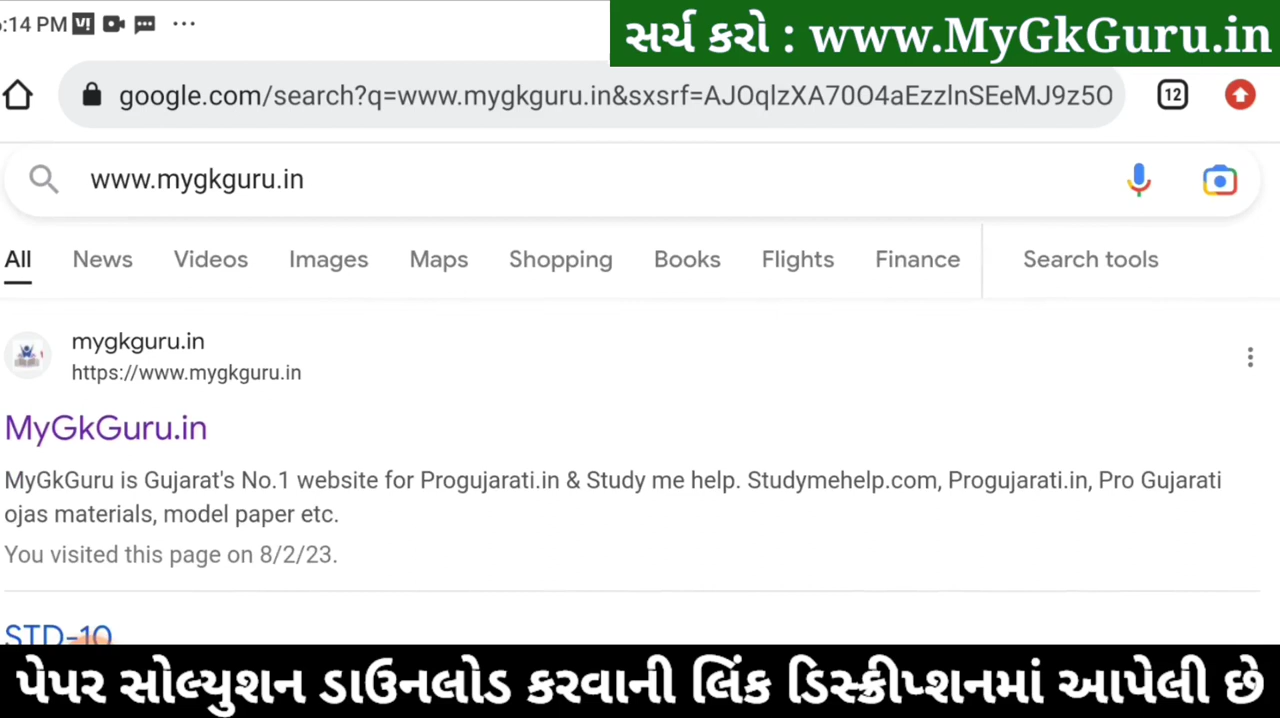 :14 PM
સર્ચ કરો : www.MyGkGuru.in
google.com/search?q=www.mygkguru.in&sxsrf=AJOqlzXA70O4aEzzlnSEeMJ9z5O
12
www.mygkguru.in
All News Videos Images Maps Shopping Books Flights Finance Search tools
mygkguru.in
https://www.mygkguru.in
MyGkGuru.in
MyGkGuru is Gujarat's No.1 website for Progujarati.in & Study me help. Studymehelp.com, Progujarati.in, Pro Gujarati
ojas materials, model paper etc.
You visited this page on 8/2/23.
STD-10
પેપર સોલ્યુશન ડાઉનલોડ કરવાની લિંક ડિસ્ક્રીપ્શનમાં આપેલી છે